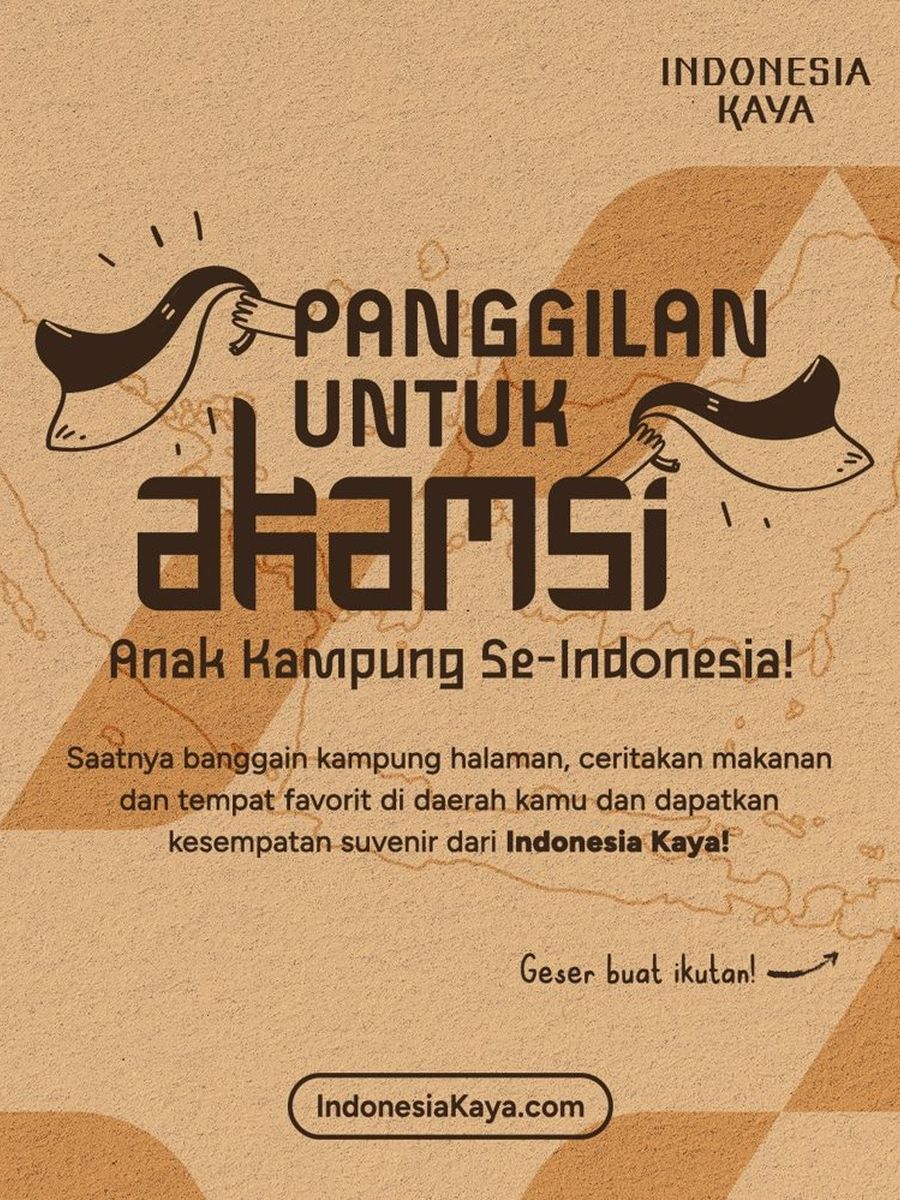 INDONESIA
KAYA
PANGGILAN
UNTUK
akamsi
Anak Kampung Se-Indonesia!
Saatnya banggain kampung halaman, ceritakan makanan
dan tempat favorit di daerah kamu dan dapatkan
kesempatan suvenir dari Indonesia Kaya!
Geser buat ikutan!
IndonesiaKaya.com